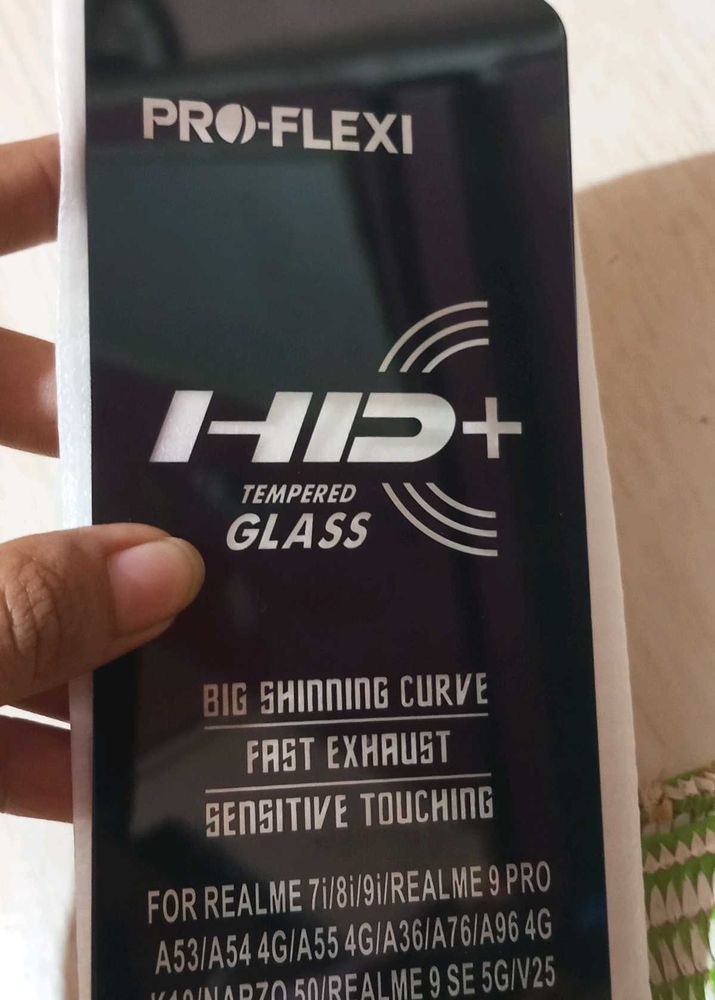 PRO-FLEXI
HD+
TEMPERED
GLASS
BIG SHINNING CURVE
FAST EXHAUST
SENSITIVE TOUCHING
FOR REALME 7i/8i/9i/REALME 9 PRO
A53/A54 4G/A55 4G/A36/A76/A96 4G
K10/NARZO 50/REALME 9 SE 5G/V25